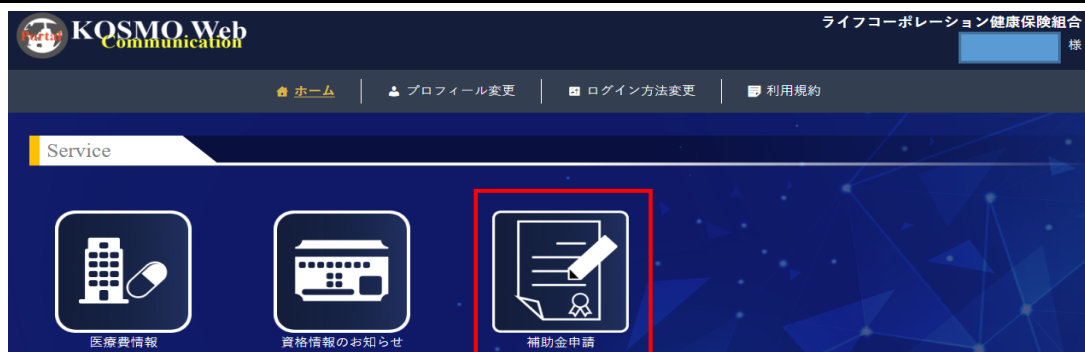 Portal KOSMO Web
Communication
ライフコーポレーション健康保険組合
様
ホーム プロフィール変更 ログイン方法変更 利用規約
Service
医療費情報 資格情報のお知らせ 補助金申請